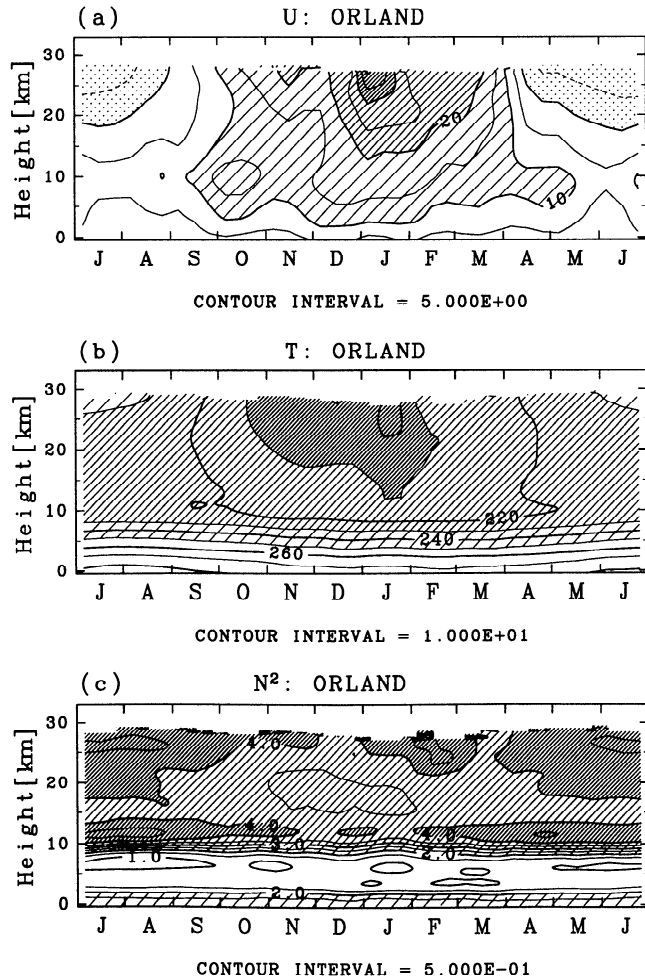 (a) U: ORLAND
30
20
10
0
Height[km]
20
10
J A S O N D J F M A M J
CONTOUR INTERVAL = 5.000E+00
(b) T: ORLAND
30
20
10
0
Height[km]
220
240
260
J A S O N D J F M A M J
CONTOUR INTERVAL = 1.000E+01
(c) N²: ORLAND
30
20
10
0
Height[km]
4.0
4.0
4.0
3.0
2.0
1.0
2.0
J A S O N D J F M A M J
CONTOUR INTERVAL = 5.000E-01